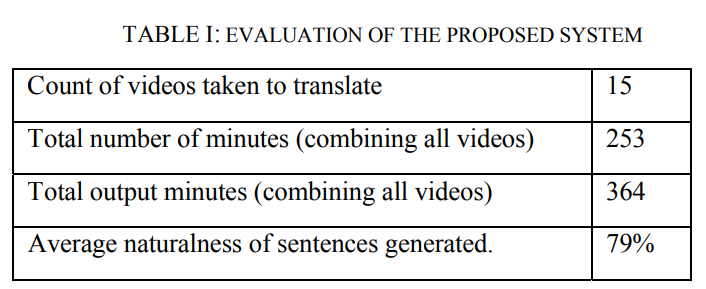 TABLE I: EVALUATION OF THE PROPOSED SYSTEM
Count of videos taken to translate 15
Total number of minutes (combining all videos) 253
Total output minutes (combining all videos) 364
Average naturalness of sentences generated. 79%